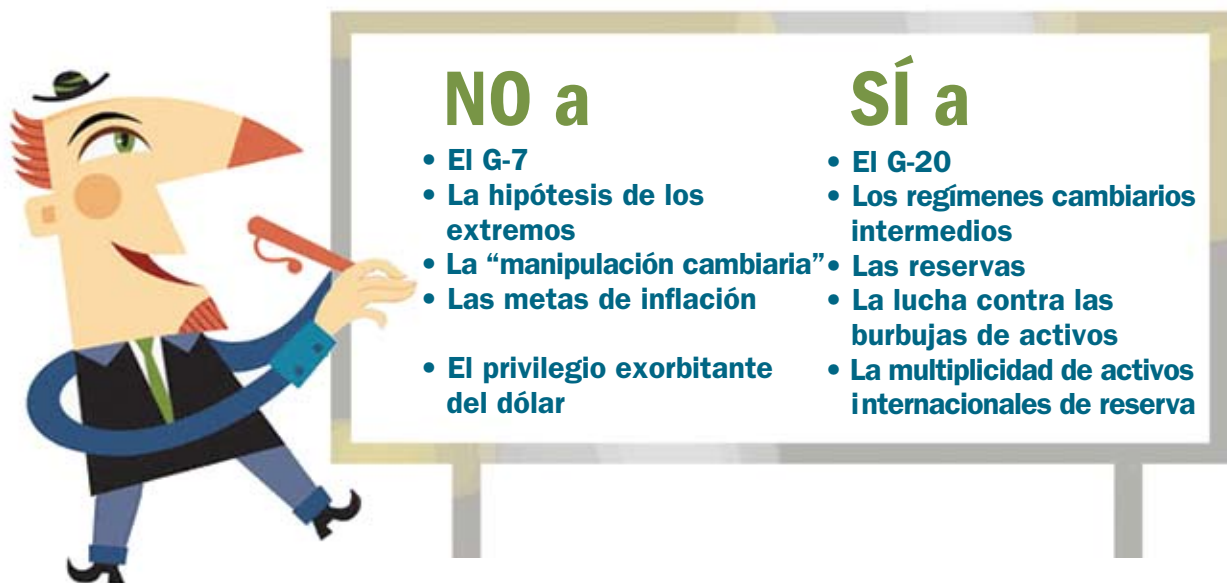 NO a
• El G-7
• La hipótesis de los
extremos
• La “manipulación cambiaria”
• Las metas de inflación
• El privilegio exorbitante
del dólar
SÍ a
• El G-20
• Los regímenes cambiarios
intermedios
• Las reservas
• La lucha contra las
burbujas de activos
• La multiplicidad de activos
internacionales de reserva